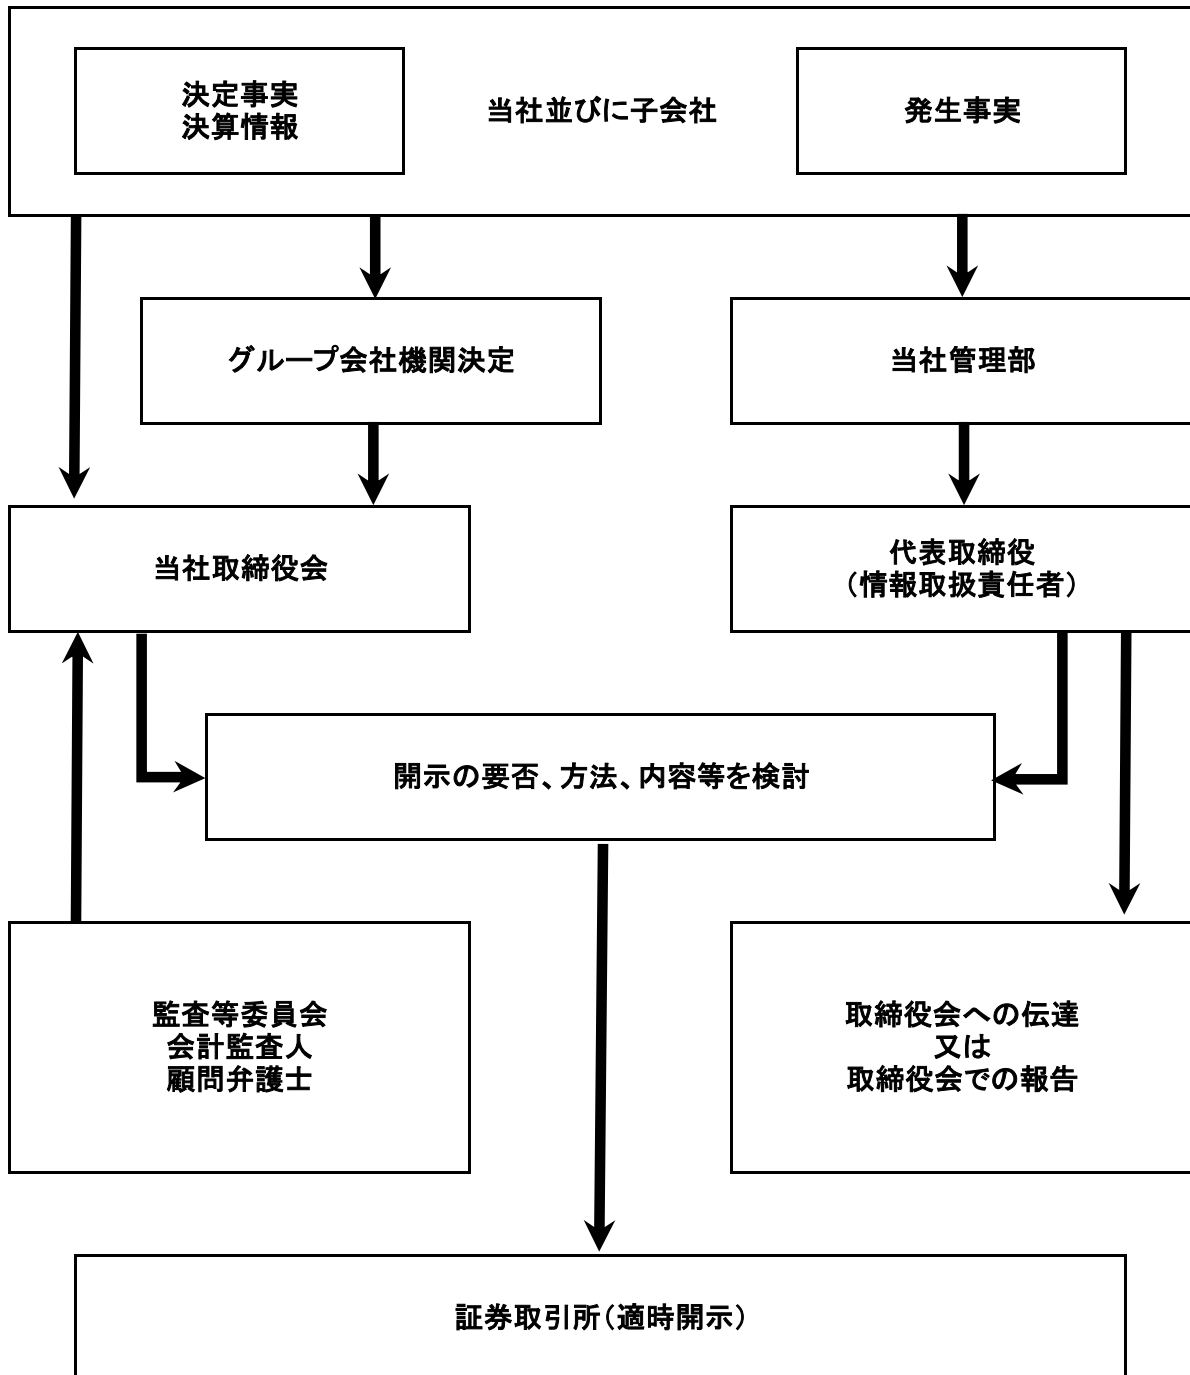 決定事実
決算情報
当社並びに子会社
発生事実
グループ会社機関決定
当社管理部
当社取締役会
代表取締役
（情報取扱責任者）
開示の要否、方法、内容等を検討
監査等委員会
会計監査人
顧問弁護士
取締役会への伝達
又は
取締役会での報告
証券取引所（適時開示）